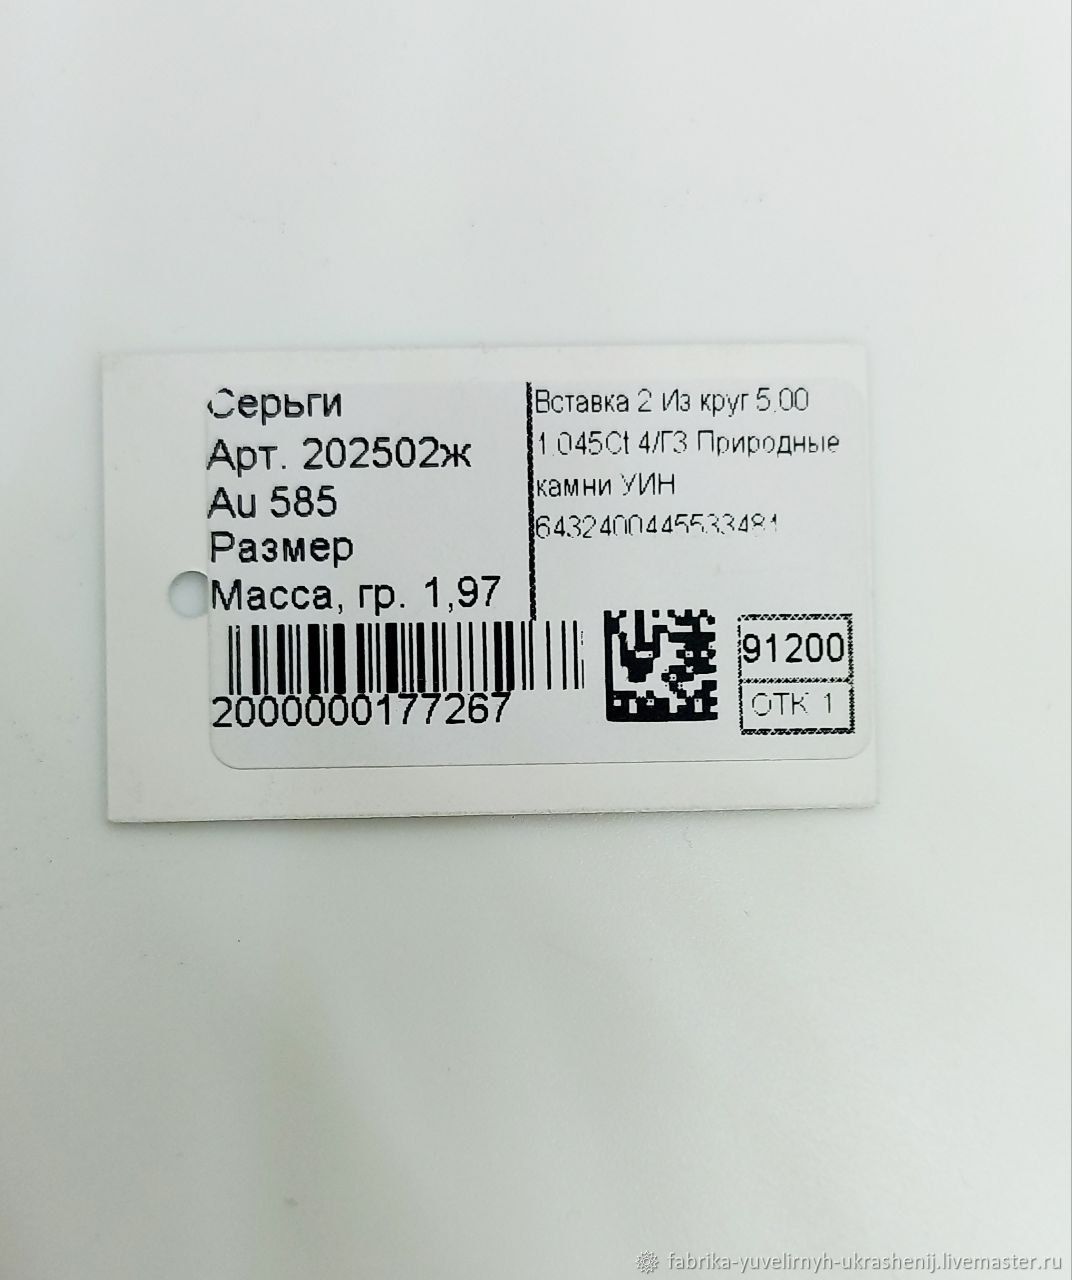 Серьги
Арт. 202502ж
Au 585
Размер
Масса, гр. 1,97
2000000177267
Вставка 2 Из круг 5.00
1.045Ct 4/Г3 Природные
камни УИН
6432400445533481
91200
ОТК 1
fabrika-yuvelirnyh-ukrashenij.livemaster.ru